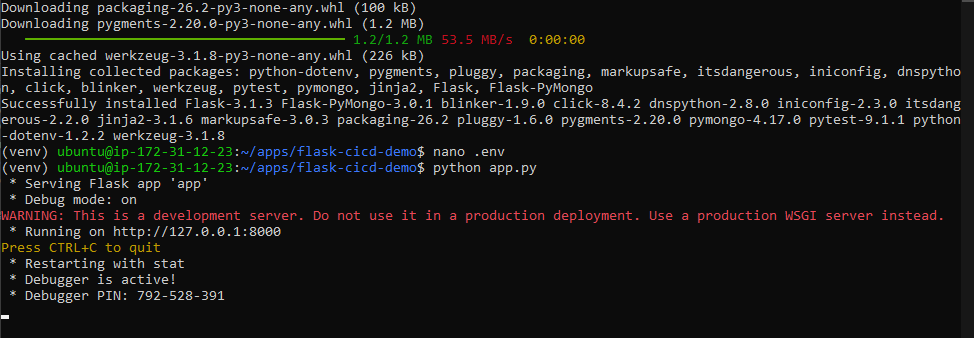 Downloading packaging-26.2-py3-none-any.whl (100 kB)
Downloading pygments-2.20.0-py3-none-any.whl (1.2 MB)
1.2/1.2 MB 53.5 MB/s 0:00:00
Using cached werkzeug-3.1.8-py3-none-any.whl (226 kB)
Installing collected packages: python-dotenv, pygments, pluggy, packaging, markupsafe, itsdangerous, iniconfig, dnspytho
n, click, blinker, werkzeug, pytest, pymongo, jinja2, Flask, Flask-PyMongo
Successfully installed Flask-3.1.3 Flask-PyMongo-3.0.1 blinker-1.9.0 click-8.4.2 dnspython-2.8.0 iniconfig-2.3.0 itsdang
erous-2.2.0 jinja2-3.1.6 markupsafe-3.0.3 packaging-26.2 pluggy-1.6.0 pygments-2.20.0 pymongo-4.17.0 pytest-9.1.1 python
-dotenv-1.2.2 werkzeug-3.1.8
(venv) ubuntu@ip-172-31-12-23:~/apps/flask-cicd-demo$ nano .env
(venv) ubuntu@ip-172-31-12-23:~/apps/flask-cicd-demo$ python app.py
 * Serving Flask app 'app'
 * Debug mode: on
WARNING: This is a development server. Do not use it in a production deployment. Use a production WSGI server instead.
 * Running on http://127.0.0.1:8000
Press CTRL+C to quit
 * Restarting with stat
 * Debugger is active!
 * Debugger PIN: 792-528-391